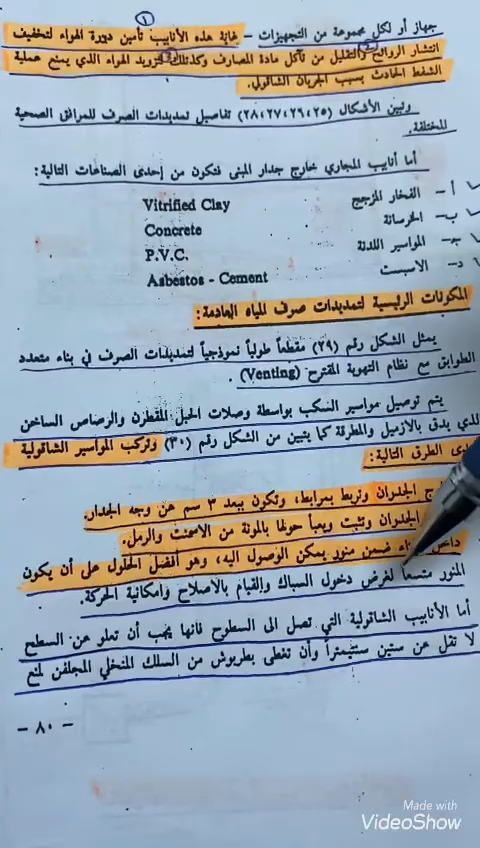 جهاز أو لكل مجموعة من التجهيزات - غاية هذه الأنابيب تأمين دورة الهواء لتخفيف
①
انتشار الروائح والتقليل من تآكل مادة المصارف وكذلك لتزويد الهواء الذي يمنع عملية
الشفط الحادث بسبب الجريان الشاقولي.
وتبين الأشكال (٢٥،٢٦،٢٧،٢٨) تفاصيل تمديدات الصرف للمرافق الصحية
المختلفة.
أما أنابيب المجاري خارج جدار المبنى فتكون من إحدى الصناعات التالية:
أ - الفخار المزجج Vitrified Clay
ب - الخرسانة Concrete
ج - المواسير اللدنة P.V.C.
د - الاسبست Asbestos - Cement
المكونات الرئيسية لتمديدات صرف المياه العادمة:
يمثل الشكل رقم (٢٩) مقطعاً طولياً نموذجياً لتمديدات الصرف في بناء متعدد
الطوابق مع نظام التهوية المقترح (Venting).
يتم توصيل مواسير السكب بواسطة وصلات الحبل المقطرن والرصاص الساخن
الذي يدق بالازميل والمطرقة كما يتبين من الشكل رقم (٣٠) وتركب المواسير الشاقولية
الطرق التالية:
الجدران وتربط بمرابط، وتكون ببعد ٣ سم عن وجه الجدار.
الجدران وتثبت ويعبأ حولها بالمونة من الاسمنت والرمل.
داخل ضمن منور يمكن الوصول اليه، وهو أفضل الحلول على أن يكون
المنور متسعاً لغرض دخول السباك والقيام بالاصلاح وامكانية الحركة.
أما الأنابيب الشاقولية التي تصل الى السطوح فانها يجب أن تعلو عن السطح
لا تقل عن ستين سنتيمتراً وأن تغطى بطربوش من السلك المنخلي المجلفن لمنع
- ٨٠ -
Made with
VideoShow